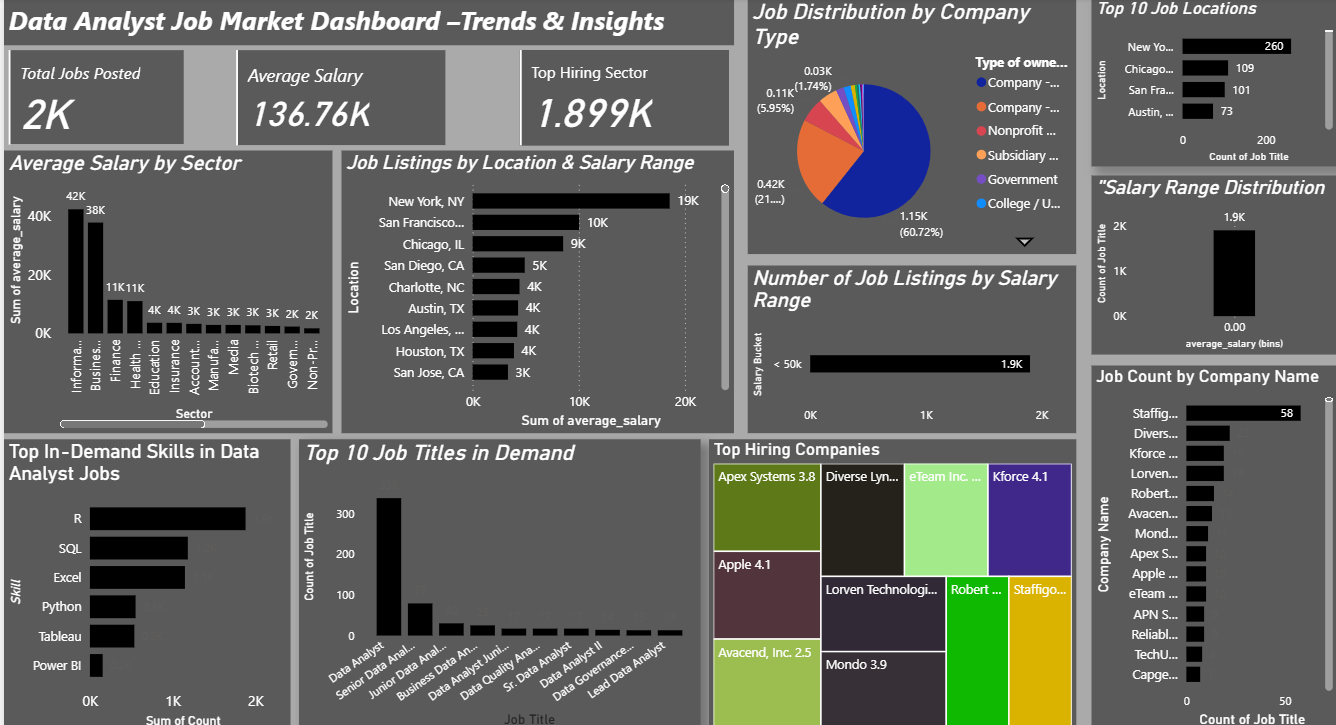 Data Analyst Job Market Dashboard –Trends & Insights
Total Jobs Posted
2K
Average Salary
136.76K
Top Hiring Sector
1.899K
Job Distribution by Company
Type
0.03K
(1.74%)
0.11K
(5.95%)
0.42K
(21....)
1.15K
(60.72%)
Type of owne...
Company -...
Company -...
Nonprofit ...
Subsidiary ...
Government
College / U...
Top 10 Job Locations
Location
New Yo...
260
Chicago...
109
San Fra...
101
Austin, ...
73
0
200
Count of Job Title
Average Salary by Sector
Sum of average_salary
40K
20K
0K
42K
38K
11K
11K
4K
4K
3K
3K
3K
3K
3K
2K
2K
Informa...
Busines...
Finance
Health ...
Education
Insurance
Account...
Manufa...
Media
Biotech ...
Retail
Govern...
Non-Pr...
Sector
Job Listings by Location & Salary Range
Location
New York, NY
19K
San Francisco...
10K
Chicago, IL
9K
San Diego, CA
5K
Charlotte, NC
4K
Austin, TX
4K
Los Angeles, ...
4K
Houston, TX
4K
San Jose, CA
3K
0K
10K
20K
Sum of average_salary
Number of Job Listings by Salary
Range
Salary Bucket
< 50k
1.9K
0K
1K
2K
"Salary Range Distribution
Count of Job Title
2K
1K
0K
1.9K
0.00
average_salary (bins)
Top In-Demand Skills in Data
Analyst Jobs
Skill
R
SQL
Excel
Python
Tableau
Power BI
0K
1K
2K
Sum of Count
Top 10 Job Titles in Demand
Count of Job Title
300
200
100
0
Data Analyst
Senior Data Anal...
Junior Data Anal...
Business Data An...
Data Analyst Juni...
Data Quality Ana...
Sr. Data Analyst
Data Analyst II
Data Governance...
Lead Data Analyst
Job Title
Top Hiring Companies
Apex Systems 3.8
Diverse Lyn...
eTeam Inc. ...
Kforce 4.1
Apple 4.1
Lorven Technologi...
Robert ...
Staffigo...
Avacend, Inc. 2.5
Mondo 3.9
Job Count by Company Name
Company Name
Staffig...
58
Divers...
Kforce ...
Lorven...
Robert...
Avacen...
Mond...
Apex S...
Apple ...
eTeam ...
APN S...
Reliabl...
TechU...
Capge...
0
50
Count of Job Title